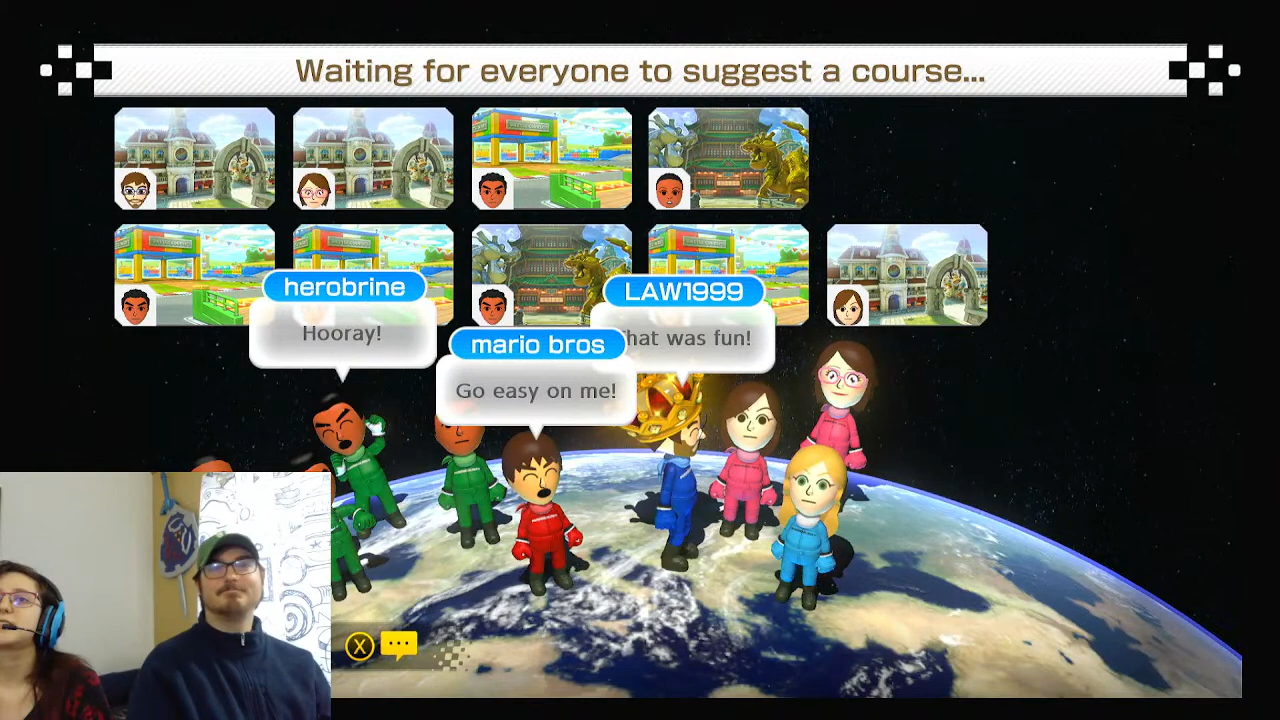 Waiting for everyone to suggest a course...
herobrine
Hooray!
LAW1999
hat was fun!
mario bros
Go easy on me!
X